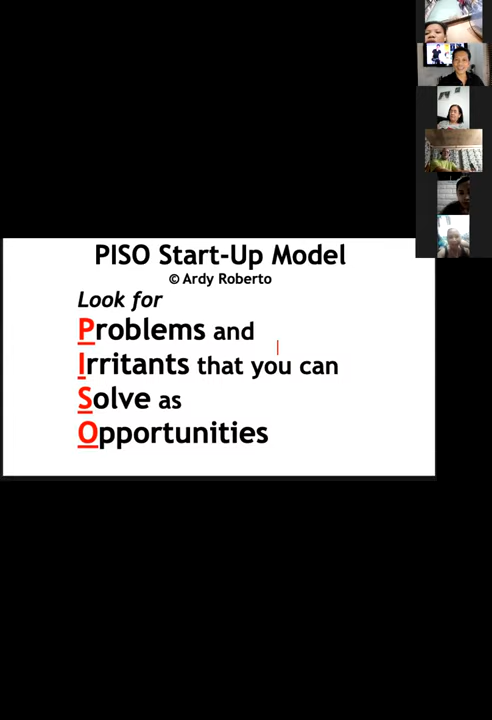 PISO Start-Up Model
© Ardy Roberto
Look for
Problems and
Irritants that you can
Solve as
Opportunities